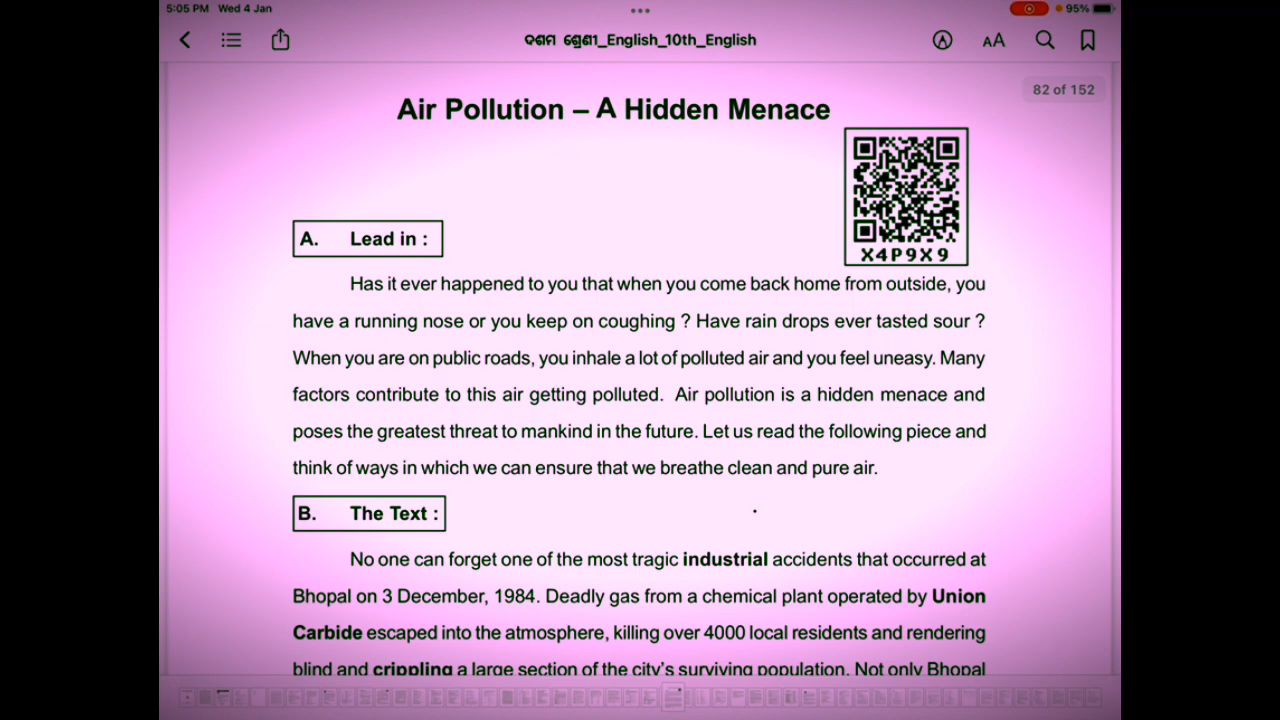 5:05 PM Wed 4 Jan
95%
ଦଶମ ଶ୍ରେଣୀ_English_10th_English
AA
82 of 152
Air Pollution – A Hidden Menace
X4P9X9
A. Lead in :
Has it ever happened to you that when you come back home from outside, you
have a running nose or you keep on coughing ? Have rain drops ever tasted sour ?
When you are on public roads, you inhale a lot of polluted air and you feel uneasy. Many
factors contribute to this air getting polluted. Air pollution is a hidden menace and
poses the greatest threat to mankind in the future. Let us read the following piece and
think of ways in which we can ensure that we breathe clean and pure air.
B. The Text :
No one can forget one of the most tragic industrial accidents that occurred at
Bhopal on 3 December, 1984. Deadly gas from a chemical plant operated by Union
Carbide escaped into the atmosphere, killing over 4000 local residents and rendering
blind and crippling a large section of the city's surviving population. Not only Bhopal